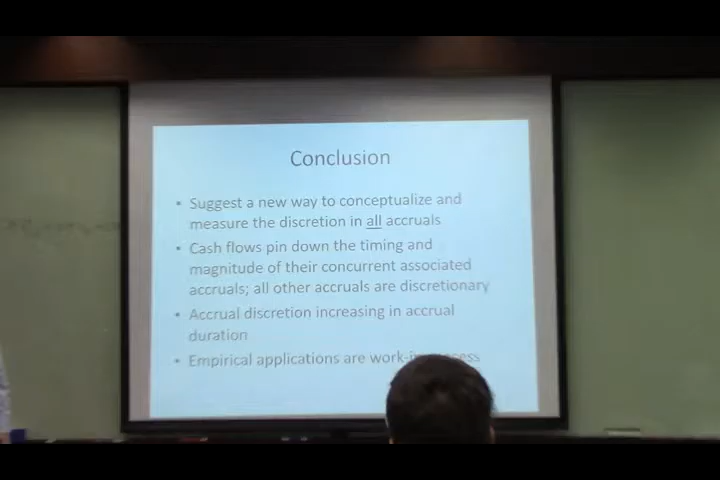 Conclusion
• Suggest a new way to conceptualize and
measure the discretion in all accruals
• Cash flows pin down the timing and
magnitude of their concurrent associated
accruals; all other accruals are discretionary
• Accrual discretion increasing in accrual
duration
• Empirical applications are